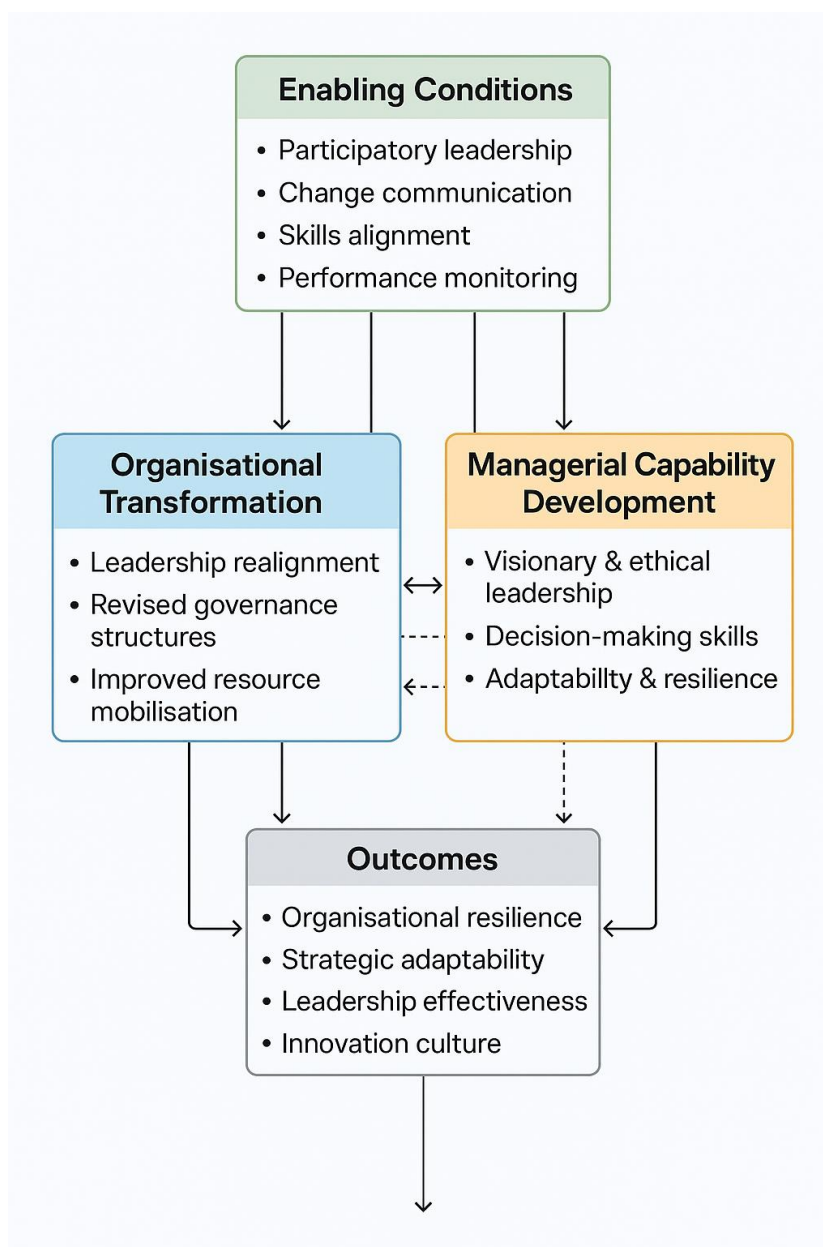 Enabling Conditions
• Participatory leadership
• Change communication
• Skills alignment
• Performance monitoring
Organisational
Transformation
• Leadership realignment
• Revised governance
structures
• Improved resource
mobilisation
Managerial Capability
Development
• Visionary & ethical
leadership
• Decision-making skills
• Adaptability & resilience
Outcomes
• Organisational resilience
• Strategic adaptability
• Leadership effectiveness
• Innovation culture